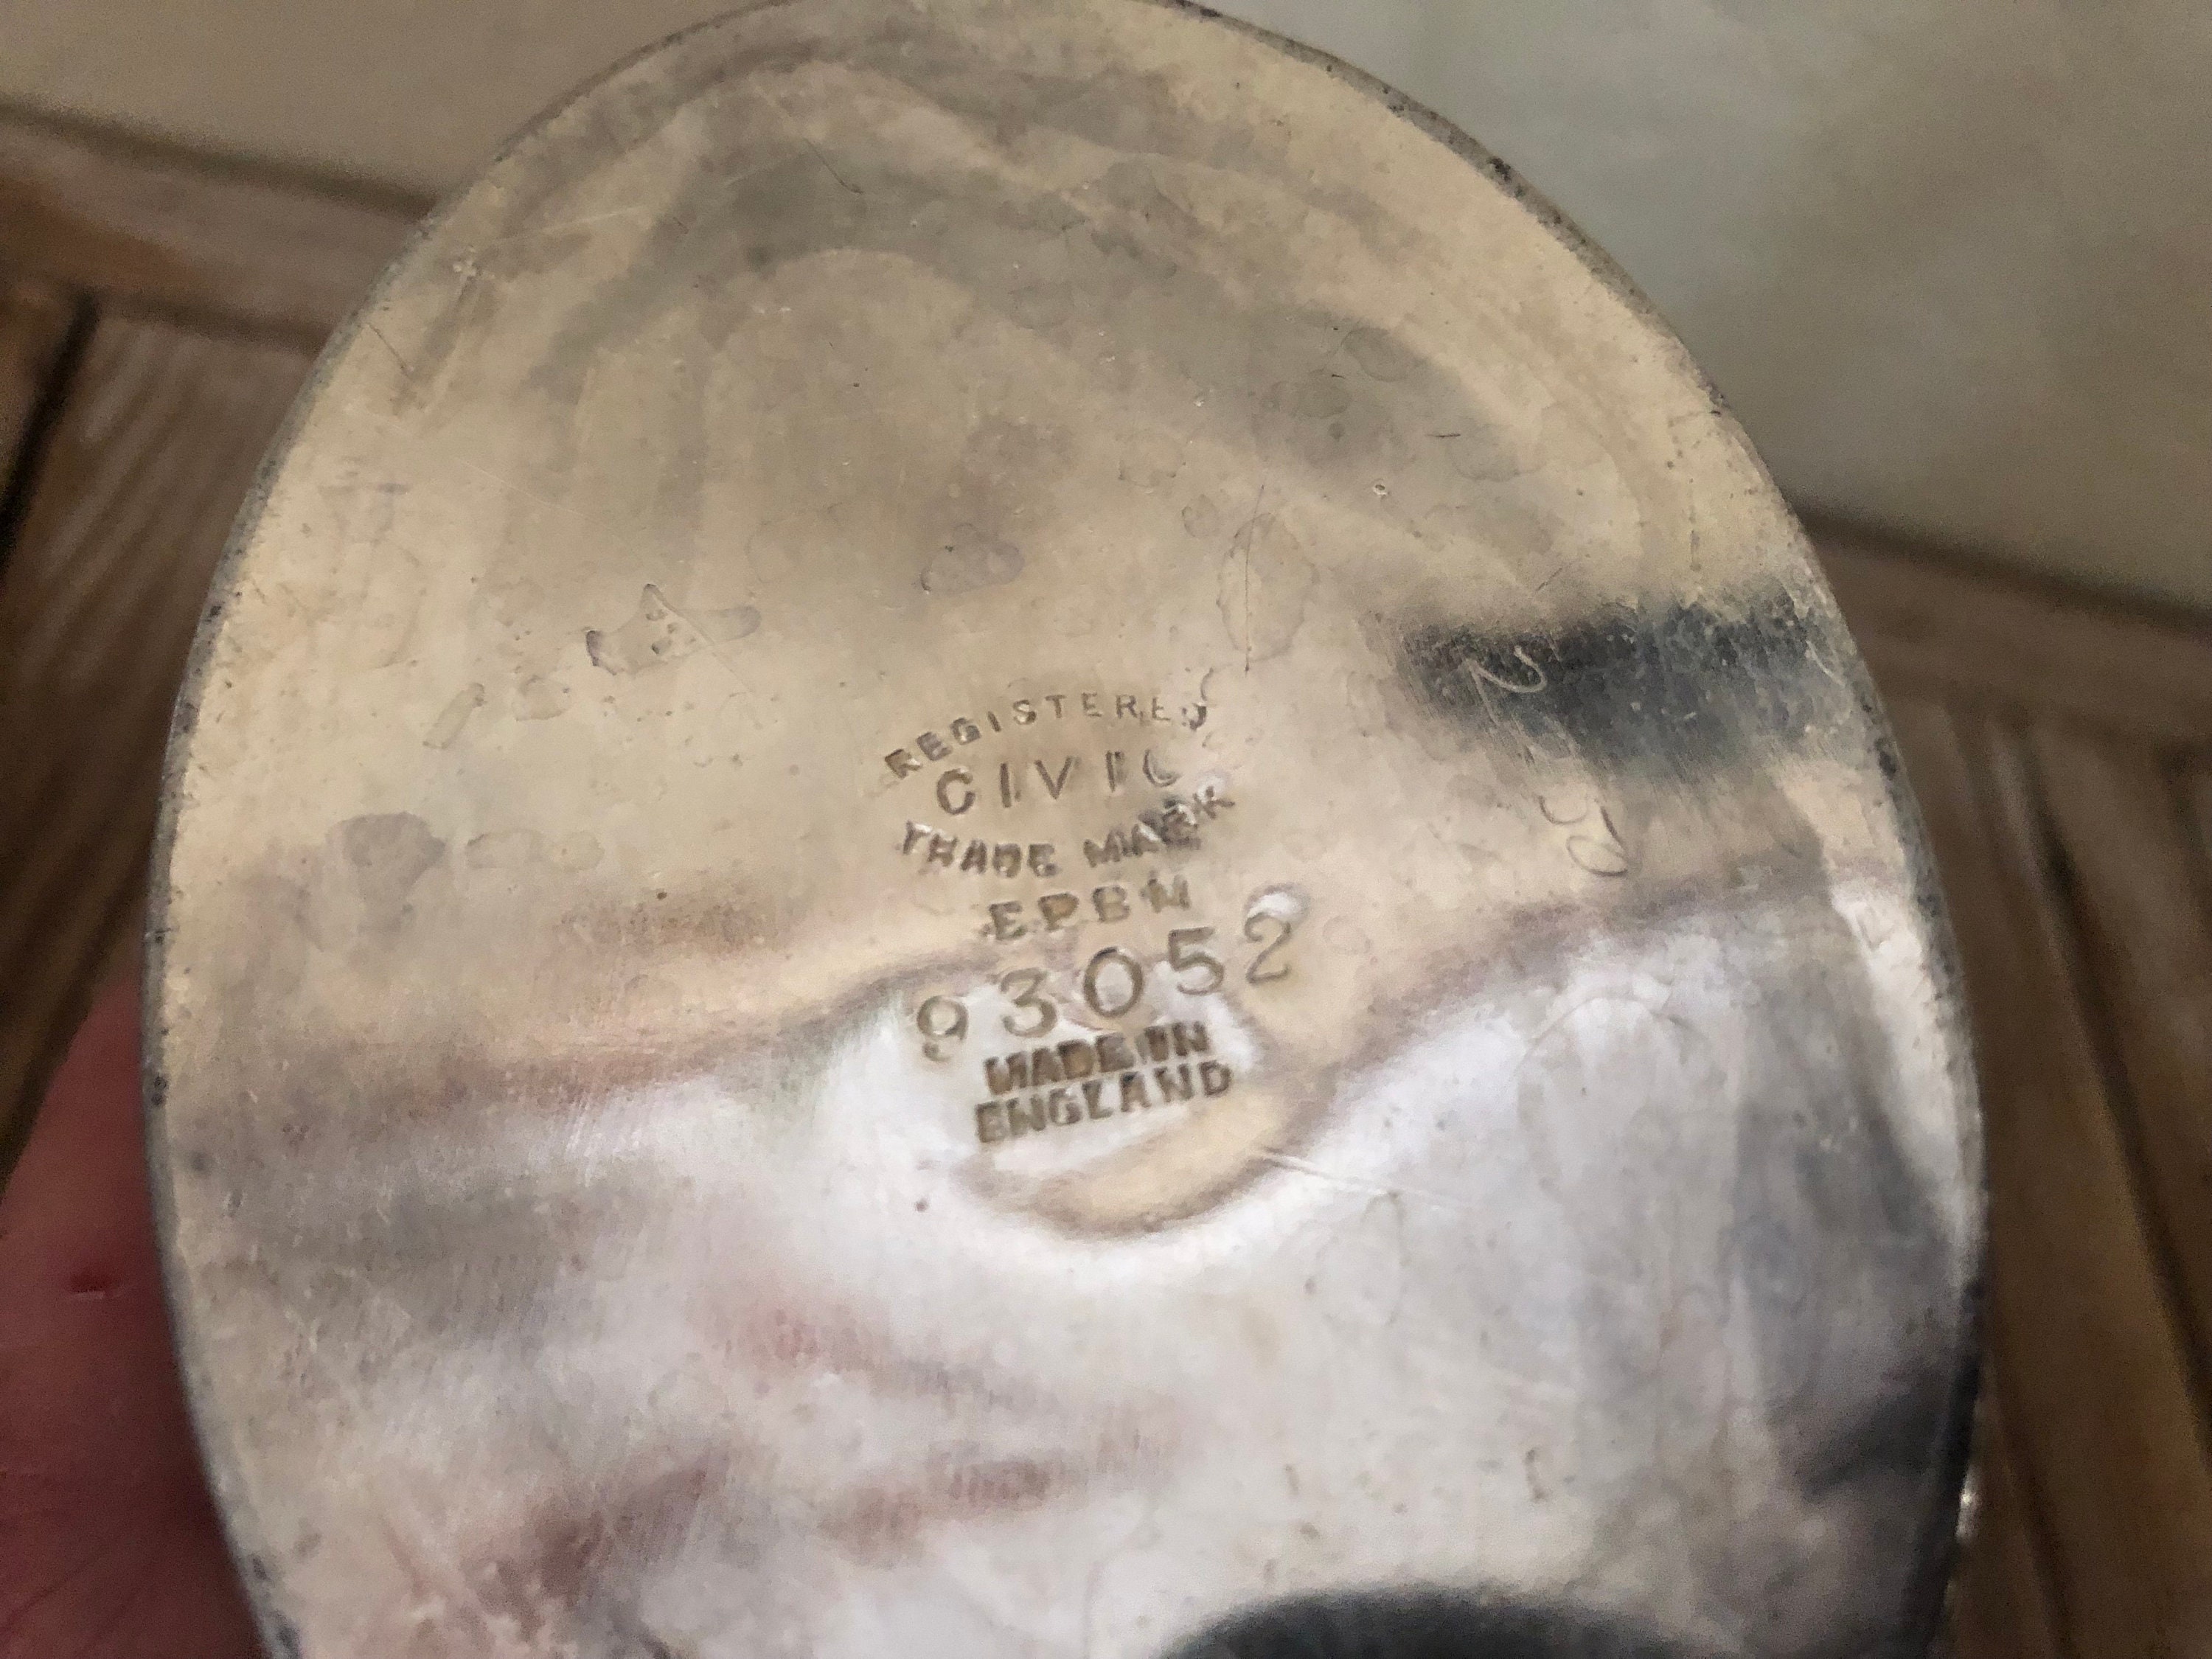 REGISTERED
CIVIC
TRADE MARK
EPBM
93052
MADE IN
ENGLAND